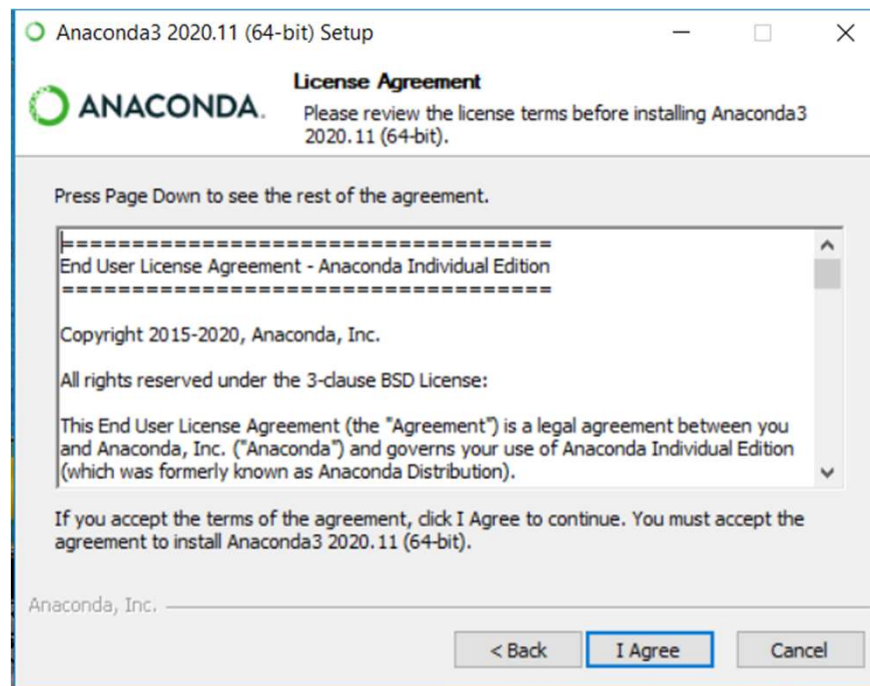 Anaconda3 2020.11 (64-bit) Setup
ANACONDA.
License Agreement
Please review the license terms before installing Anaconda3
2020.11 (64-bit).
Press Page Down to see the rest of the agreement.
===================================
End User License Agreement - Anaconda Individual Edition
===================================
Copyright 2015-2020, Anaconda, Inc.
All rights reserved under the 3-clause BSD License:
This End User License Agreement (the "Agreement") is a legal agreement between you
and Anaconda, Inc. ("Anaconda") and governs your use of Anaconda Individual Edition
(which was formerly known as Anaconda Distribution).
If you accept the terms of the agreement, click I Agree to continue. You must accept the
agreement to install Anaconda3 2020.11 (64-bit).
Anaconda, Inc.
< Back I Agree Cancel